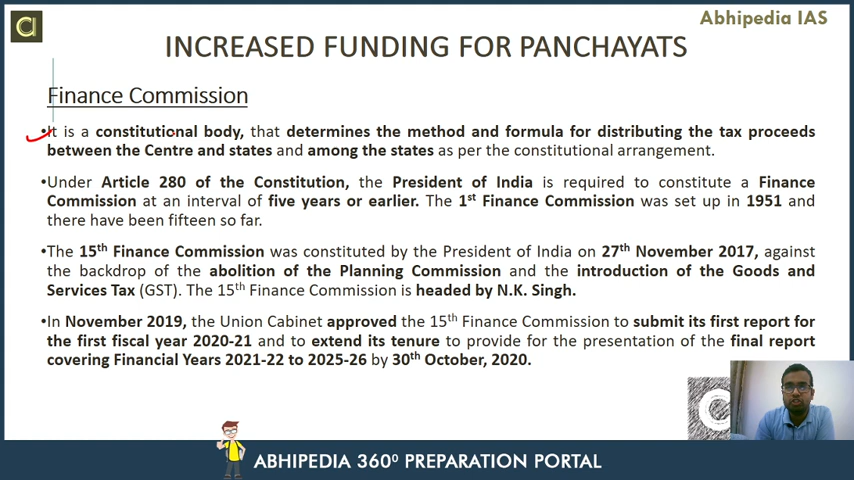 Abhipedia IAS
INCREASED FUNDING FOR PANCHAYATS
Finance Commission
•It is a constitutional body, that determines the method and formula for distributing the tax proceeds
between the Centre and states and among the states as per the constitutional arrangement.
•Under Article 280 of the Constitution, the President of India is required to constitute a Finance
Commission at an interval of five years or earlier. The 1st Finance Commission was set up in 1951 and
there have been fifteen so far.
•The 15th Finance Commission was constituted by the President of India on 27th November 2017, against
the backdrop of the abolition of the Planning Commission and the introduction of the Goods and
Services Tax (GST). The 15th Finance Commission is headed by N.K. Singh.
•In November 2019, the Union Cabinet approved the 15th Finance Commission to submit its first report for
the first fiscal year 2020-21 and to extend its tenure to provide for the presentation of the final report
covering Financial Years 2021-22 to 2025-26 by 30th October, 2020.
ABHIPEDIA 360⁰ PREPARATION PORTAL